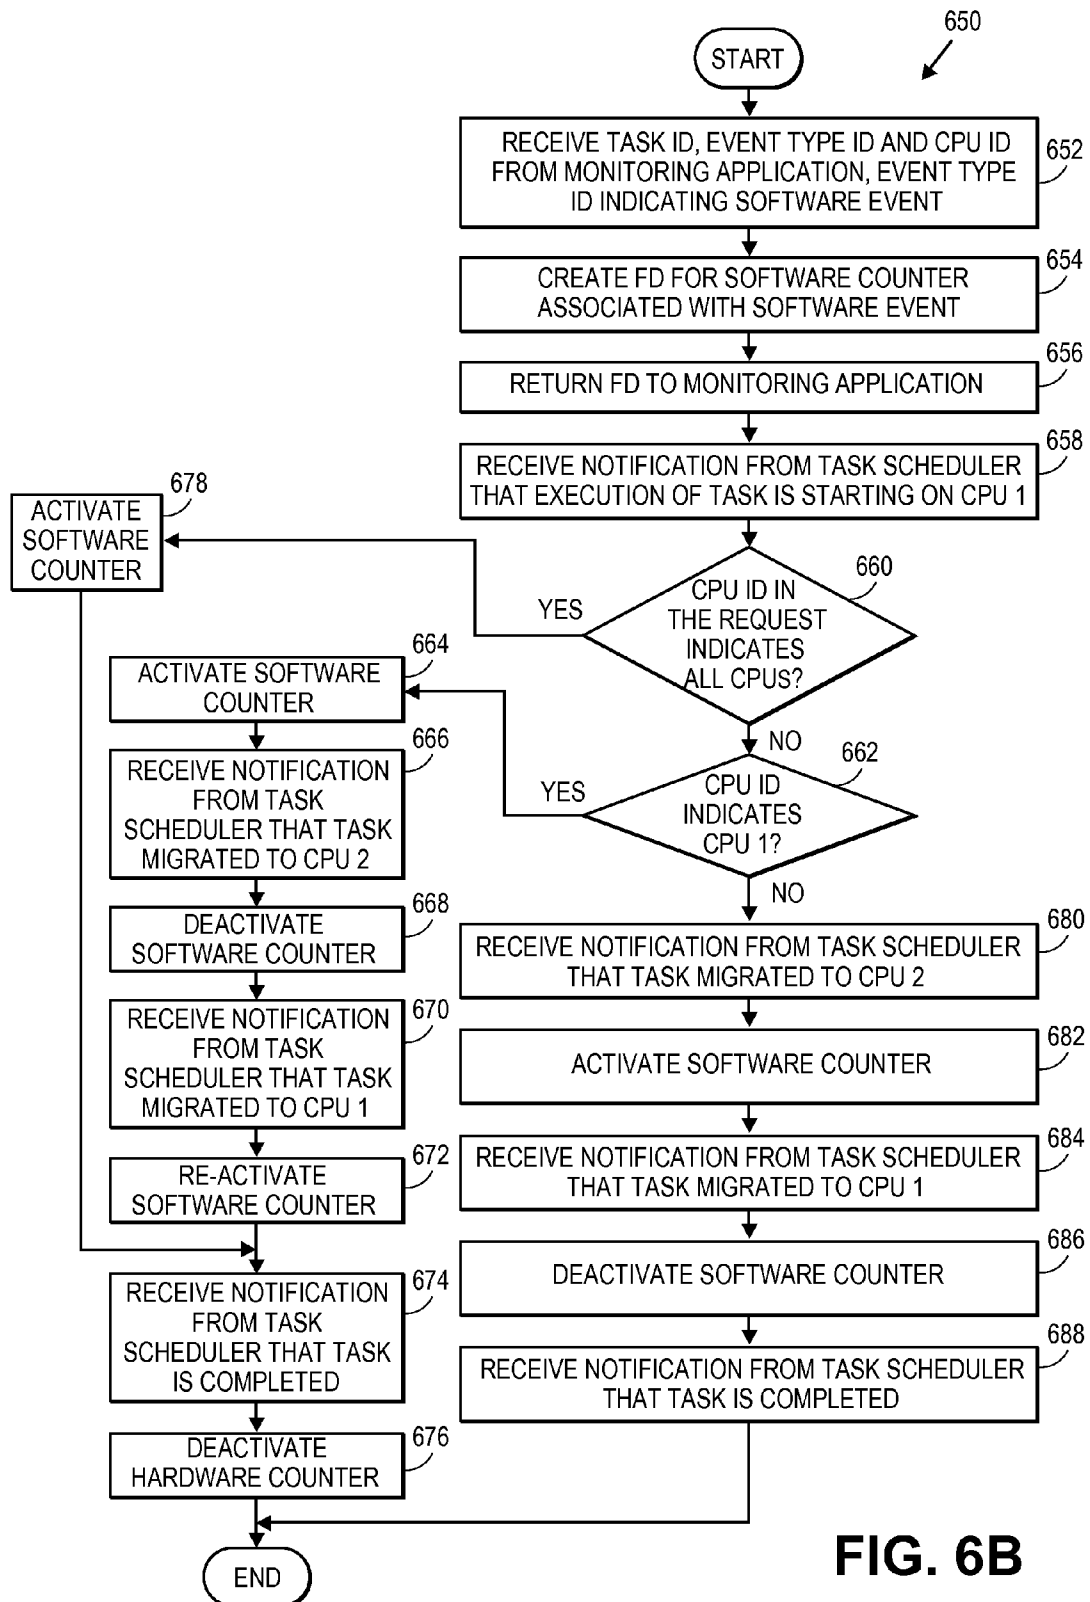 650
START
RECEIVE TASK ID, EVENT TYPE ID AND CPU ID
FROM MONITORING APPLICATION, EVENT TYPE
ID INDICATING SOFTWARE EVENT
652
CREATE FD FOR SOFTWARE COUNTER
ASSOCIATED WITH SOFTWARE EVENT
654
RETURN FD TO MONITORING APPLICATION
656
RECEIVE NOTIFICATION FROM TASK SCHEDULER
THAT EXECUTION OF TASK IS STARTING ON CPU 1
658
CPU ID IN
THE REQUEST
INDICATES
ALL CPUS?
660
YES
NO
ACTIVATE
SOFTWARE
COUNTER
678
CPU ID
INDICATES
CPU 1?
662
YES
NO
ACTIVATE SOFTWARE
COUNTER
664
RECEIVE NOTIFICATION
FROM TASK
SCHEDULER THAT TASK
MIGRATED TO CPU 2
666
DEACTIVATE
SOFTWARE COUNTER
668
RECEIVE NOTIFICATION
FROM TASK
SCHEDULER THAT TASK
MIGRATED TO CPU 1
670
RE-ACTIVATE
SOFTWARE COUNTER
672
RECEIVE NOTIFICATION
FROM TASK
SCHEDULER THAT TASK
IS COMPLETED
674
DEACTIVATE
HARDWARE COUNTER
676
RECEIVE NOTIFICATION FROM TASK SCHEDULER
THAT TASK MIGRATED TO CPU 2
680
ACTIVATE SOFTWARE COUNTER
682
RECEIVE NOTIFICATION FROM TASK SCHEDULER
THAT TASK MIGRATED TO CPU 1
684
DEACTIVATE SOFTWARE COUNTER
686
RECEIVE NOTIFICATION FROM TASK SCHEDULER
THAT TASK IS COMPLETED
688
END
FIG. 6B